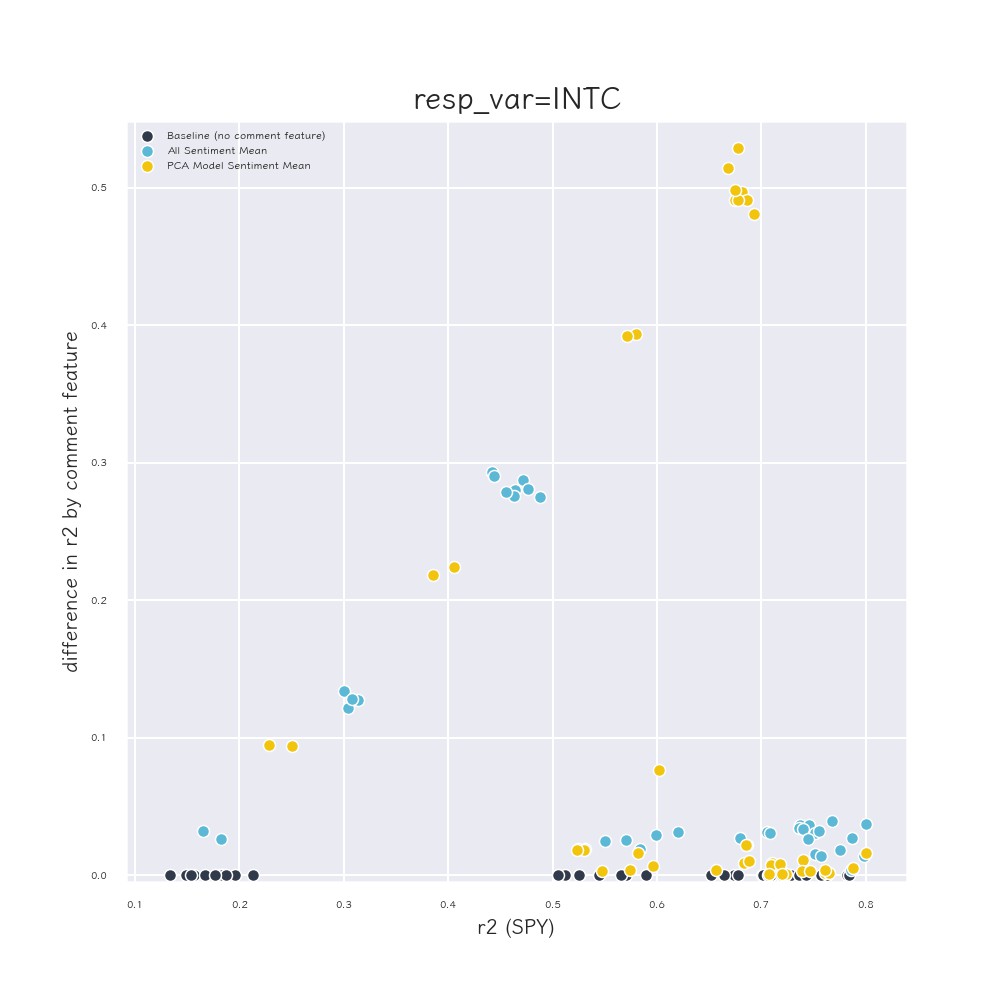 resp_var=INTC
Baseline (no comment feature)
All Sentiment Mean
PCA Model Sentiment Mean
difference in r2 by comment feature
0.5
0.4
0.3
0.2
0.1
0.0
0.1 0.2 0.3 0.4 0.5 0.6 0.7 0.8
r2 (SPY)